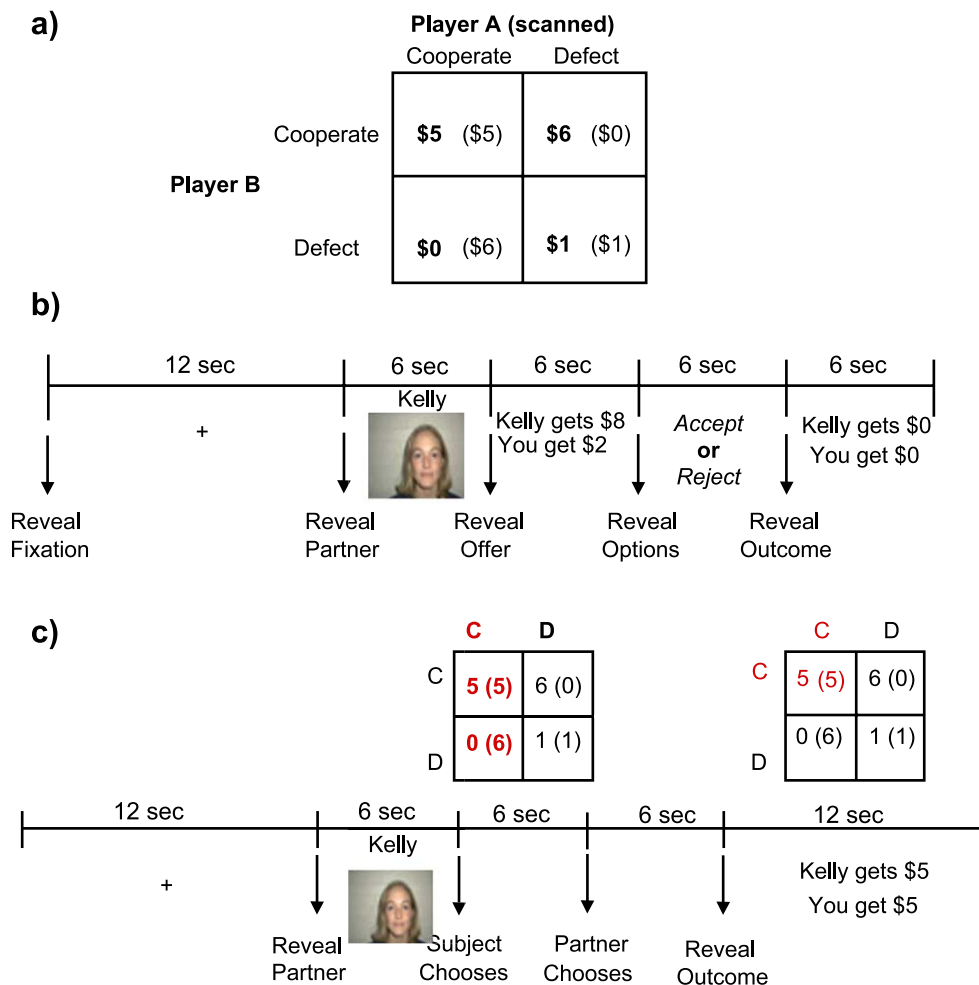 a)
Player A (scanned)
Cooperate Defect
Cooperate $5 ($5) $6 ($0)
Player B
Defect $0 ($6) $1 ($1)
b)
12 sec 6 sec 6 sec 6 sec 6 sec
+
Kelly
Kelly gets $8
You get $2
Accept
or
Reject
Kelly gets $0
You get $0
Reveal
Fixation
Reveal
Partner
Reveal
Offer
Reveal
Options
Reveal
Outcome
c)
C D
C 5 (5) 6 (0)
D 0 (6) 1 (1)
C D
C 5 (5) 6 (0)
D 0 (6) 1 (1)
12 sec 6 sec 6 sec 6 sec 12 sec
+
Kelly
Kelly gets $5
You get $5
Reveal
Partner
Subject
Chooses
Partner
Chooses
Reveal
Outcome